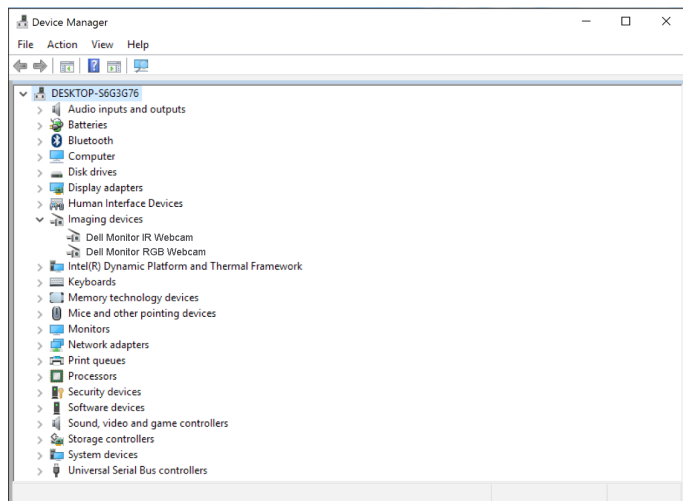 Device Manager
File Action View Help
DESKTOP-S6G3G76
Audio inputs and outputs
Batteries
Bluetooth
Computer
Disk drives
Display adapters
Human Interface Devices
Imaging devices
Dell Monitor IR Webcam
Dell Monitor RGB Webcam
Intel(R) Dynamic Platform and Thermal Framework
Keyboards
Memory technology devices
Mice and other pointing devices
Monitors
Network adapters
Print queues
Processors
Security devices
Software devices
Sound, video and game controllers
Storage controllers
System devices
Universal Serial Bus controllers